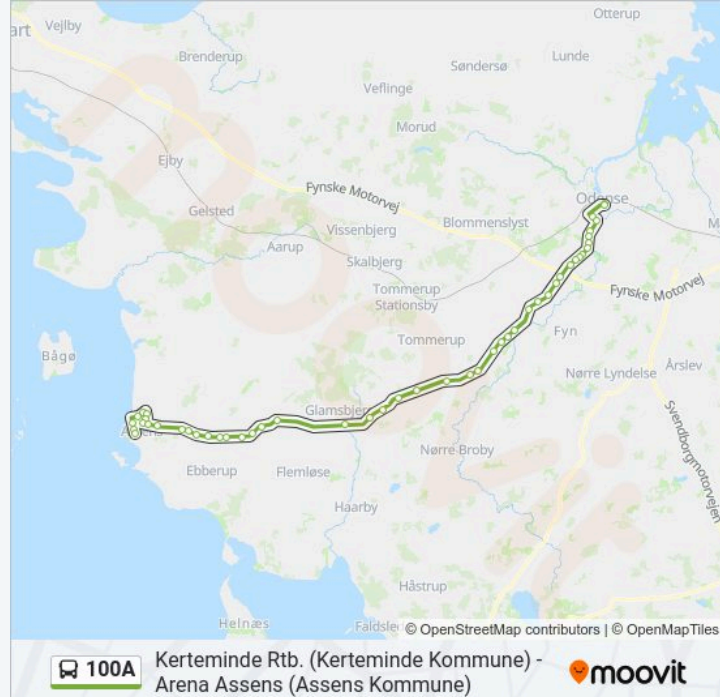 Otterup
Vejlby
Brenderup
Lunde
Søndersø
Veflinge
Morud
Ejby
Fynske Motorvej
Odense
Gelsted
Blommenslyst
Vissenbjerg
Aarup
Skalbjerg
Tommerup
Stationsby
Fynske Motorvej
Fyn
Tommerup
Bågø
Årslev
Nørre Lyndelse
Glamsbjerg
Svendborgmotorvejen
Nørre Broby
Ebberup
Flemløse
Haarby
Håstrup
Helnæs
© OpenStreetMap contributors | © OpenMapTiles
100A
Kerteminde Rtb. (Kerteminde Kommune) -
Arena Assens (Assens Kommune)
moovit